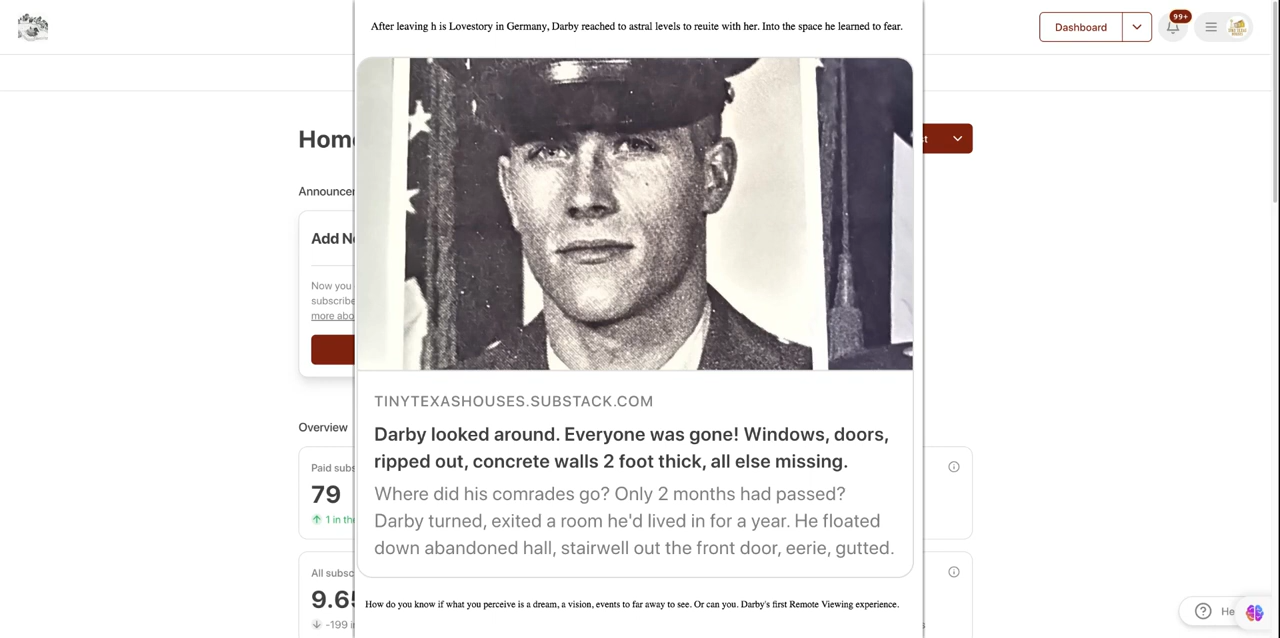 After leaving h is Lovestory in Germany, Darby reached to astral levels to reuite with her. Into the space he learned to fear.
Dashboard
99+
Home
Announcer
Add No
Now you
subscribe
more abo
Overview
Paid subs
79
1 in th
All subsc
9.65
-199 i
TINYTEXASHOUSES.SUBSTACK.COM
Darby looked around. Everyone was gone! Windows, doors,
ripped out, concrete walls 2 foot thick, all else missing.
Where did his comrades go? Only 2 months had passed?
Darby turned, exited a room he'd lived in for a year. He floated
down abandoned hall, stairwell out the front door, eerie, gutted.
How do you know if what you perceive is a dream, a vision, events to far away to see. Or can you. Darby's first Remote Viewing experience.
He